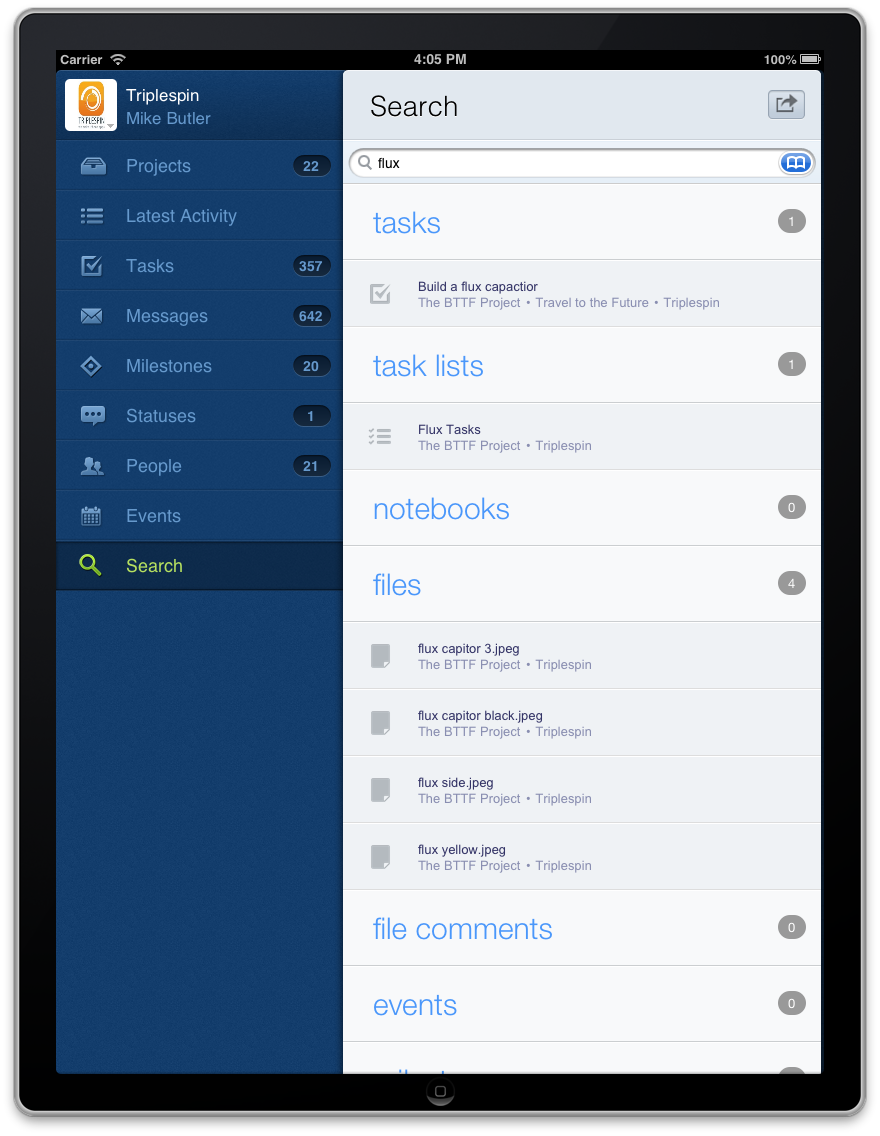 Carrier
4:05 PM
100%
TRIPLESPIN
Triplespin
Mike Butler
Projects 22
Latest Activity
Tasks 357
Messages 642
Milestones 20
Statuses 1
People 21
Events
Search
Search
flux
tasks 1
Build a flux capactior
The BTTF Project • Travel to the Future • Triplespin
task lists 1
Flux Tasks
The BTTF Project • Triplespin
notebooks 0
files 4
flux capitor 3.jpeg
The BTTF Project • Triplespin
flux capitor black.jpeg
The BTTF Project • Triplespin
flux side.jpeg
The BTTF Project • Triplespin
flux yellow.jpeg
The BTTF Project • Triplespin
file comments 0
events 0